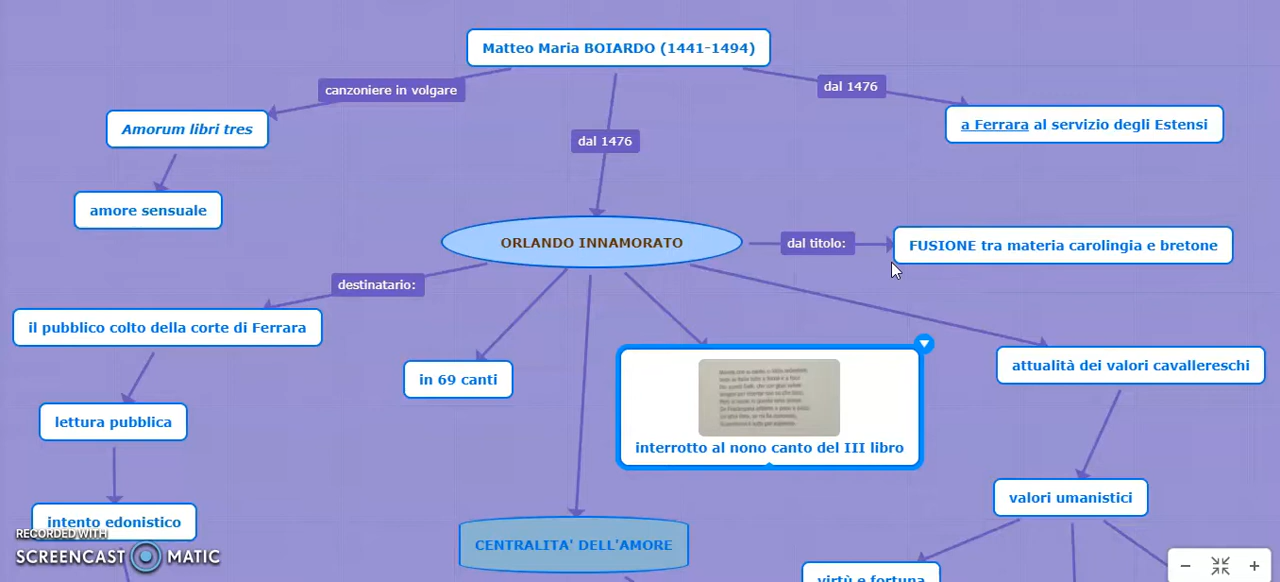 Matteo Maria BOIARDO (1441-1494)
canzoniere in volgare
dal 1476
Amorum libri tres
a Ferrara al servizio degli Estensi
dal 1476
amore sensuale
ORLANDO INNAMORATO
dal titolo:
FUSIONE tra materia carolingia e bretone
destinatario:
il pubblico colto della corte di Ferrara
in 69 canti
interrotto al nono canto del III libro
attualità dei valori cavallereschi
lettura pubblica
valori umanistici
intento edonistico
CENTRALITA' DELL'AMORE
virtù e fortuna
RECORDED WITH
SCREENCAST MATIC